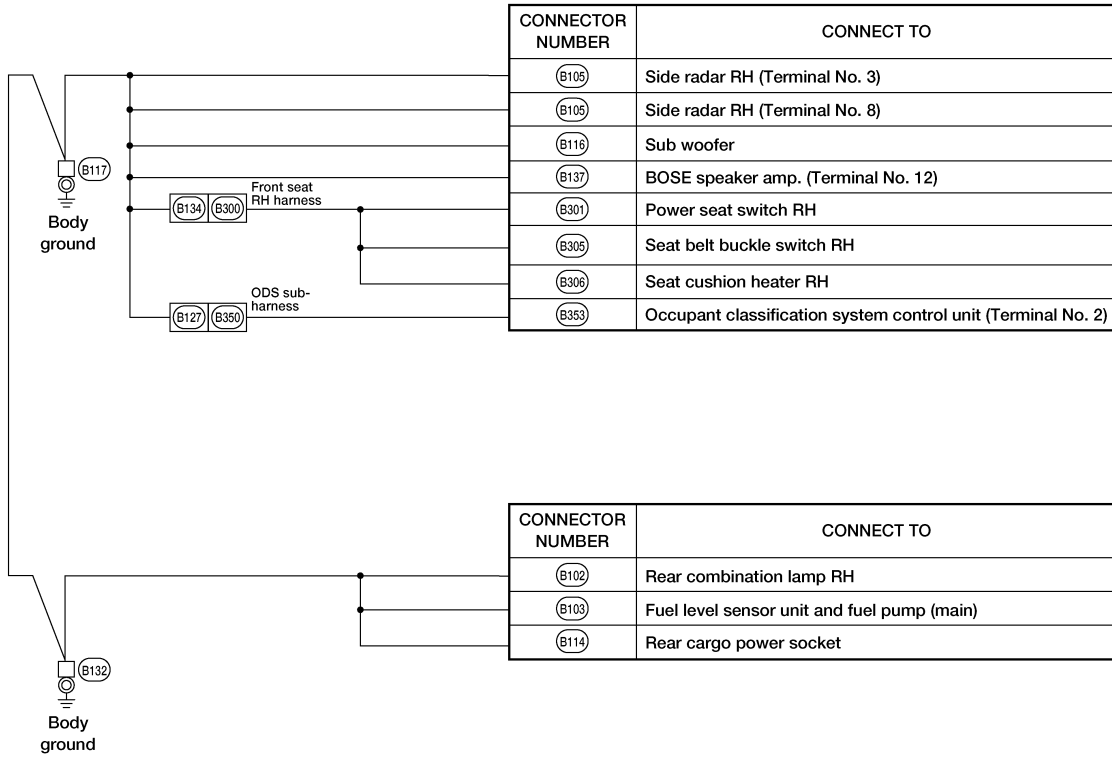 CONNECTOR NUMBER CONNECT TO
B105 Side radar RH (Terminal No. 3)
B105 Side radar RH (Terminal No. 8)
B116 Sub woofer
B137 BOSE speaker amp. (Terminal No. 12)
B301 Power seat switch RH
B305 Seat belt buckle switch RH
B306 Seat cushion heater RH
B353 Occupant classification system control unit (Terminal No. 2)
B117
Body
ground
B134 B300
Front seat
RH harness
B127 B350
ODS sub-
harness
CONNECTOR NUMBER CONNECT TO
B102 Rear combination lamp RH
B103 Fuel level sensor unit and fuel pump (main)
B114 Rear cargo power socket
B132
Body
ground